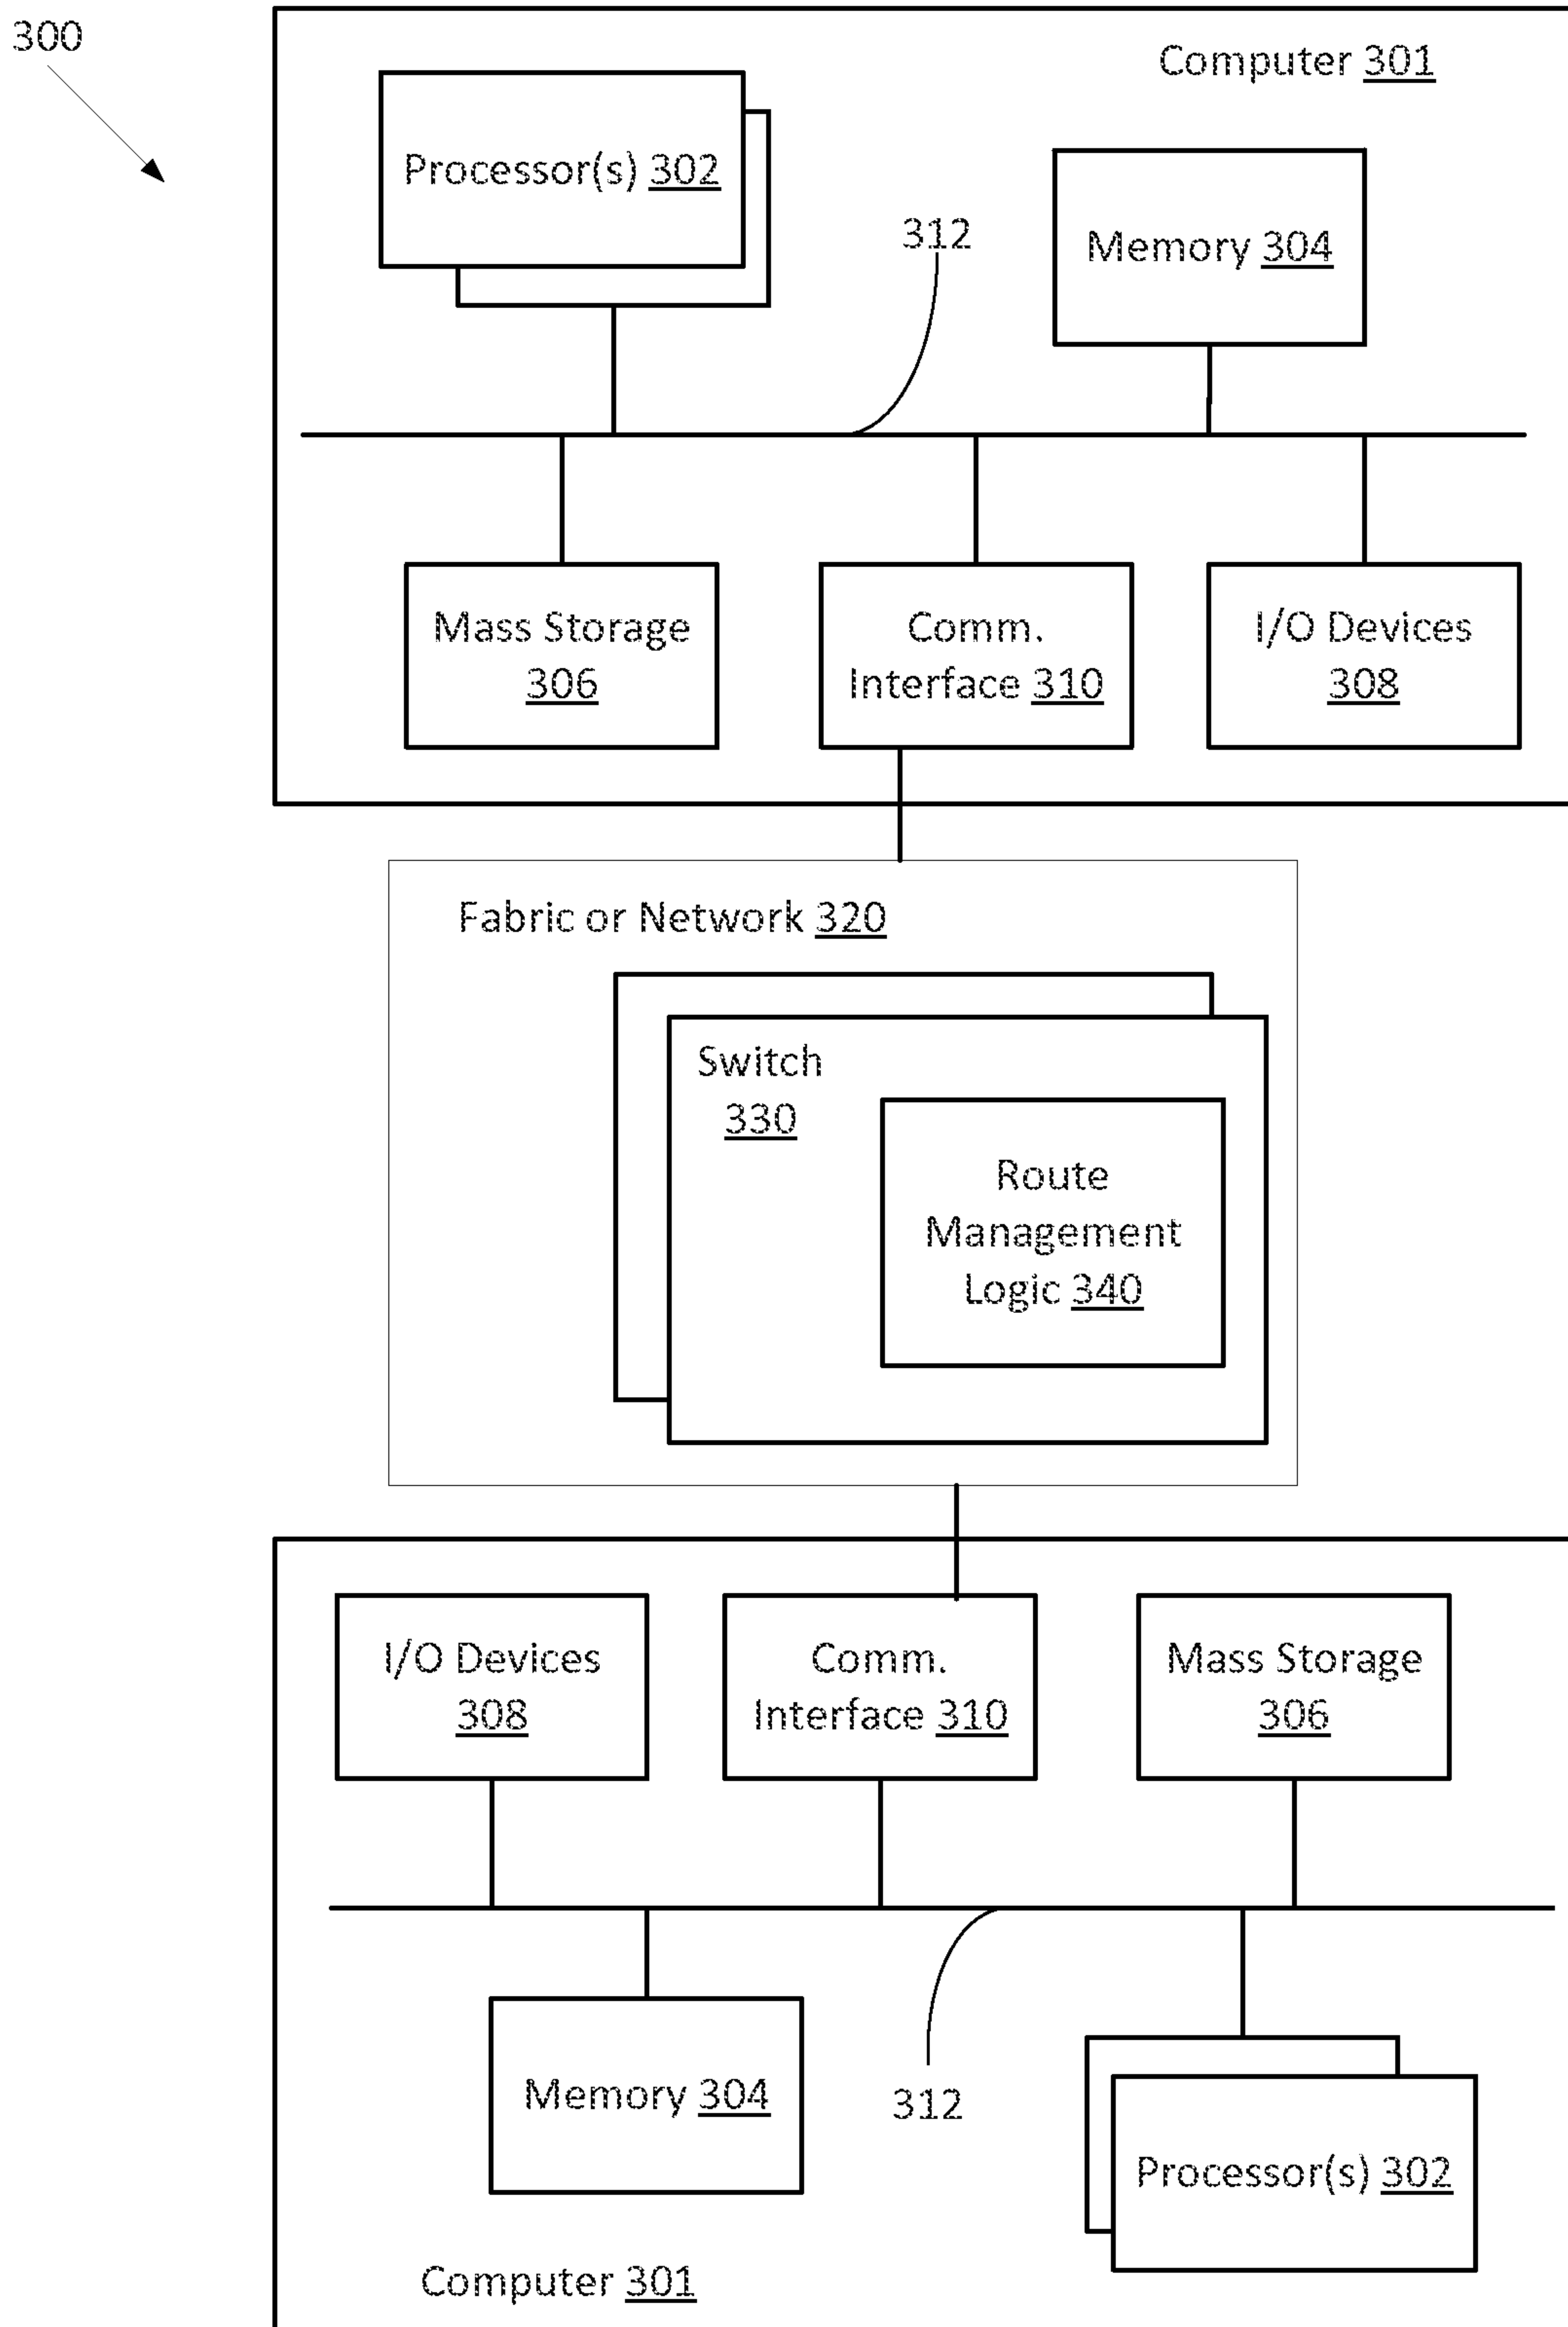 300
Computer 301
Processor(s) 302
312
Memory 304
Mass Storage
306
Comm.
Interface 310
I/O Devices
308
Fabric or Network 320
Switch
330
Route
Management
Logic 340
I/O Devices
308
Comm.
Interface 310
Mass Storage
306
Memory 304
312
Processor(s) 302
Computer 301